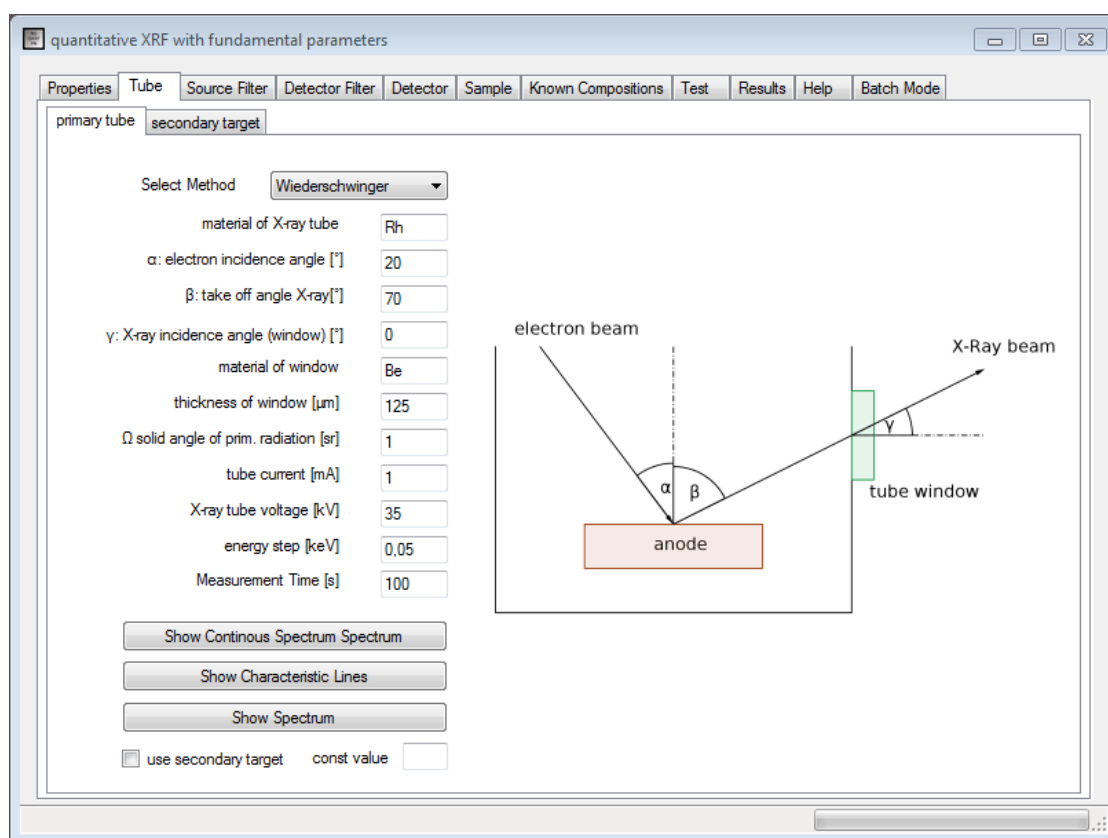 quantitative XRF with fundamental parameters
Properties Tube Source Filter Detector Filter Detector Sample Known Compositions Test Results Help Batch Mode
primary tube secondary target
Select Method Wiederschwinger
material of X-ray tube Rh
α: electron incidence angle [°] 20
β: take off angle X-ray[°] 70
γ: X-ray incidence angle (window) [°] 0
material of window Be
thickness of window [µm] 125
Ω solid angle of prim. radiation [sr] 1
tube current [mA] 1
X-ray tube voltage [kV] 35
energy step [keV] 0,05
Measurement Time [s] 100
Show Continous Spectrum Spectrum
Show Characteristic Lines
Show Spectrum
use secondary target const value
electron beam
X-Ray beam
γ
α β
tube window
anode